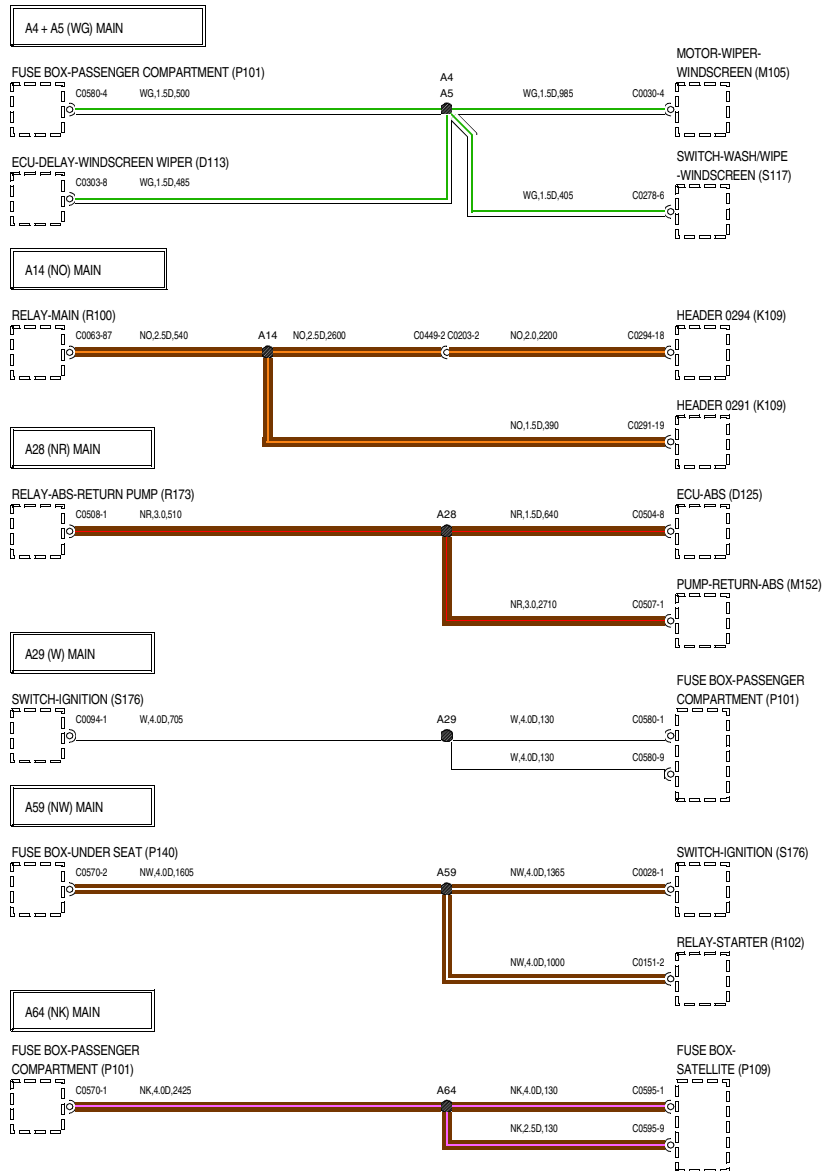 A4 + A5 (WG) MAIN
FUSE BOX-PASSENGER COMPARTMENT (P101)
C0580-4
WG,1.5D,500
A4
A5
WG,1.5D,985
C0030-4
MOTOR-WIPER-
WINDSCREEN (M105)
ECU-DELAY-WINDSCREEN WIPER (D113)
C0303-8
WG,1.5D,485
SWITCH-WASH/WIPE
-WINDSCREEN (S117)
WG,1.5D,405
C0278-6
A14 (NO) MAIN
RELAY-MAIN (R100)
C0063-87
NO,2.5D,540
A14
NO,2.5D,2600
C0449-2 C0203-2
NO,2.0,2200
C0294-18
HEADER 0294 (K109)
HEADER 0291 (K109)
NO,1.5D,390
C0291-19
A28 (NR) MAIN
RELAY-ABS-RETURN PUMP (R173)
C0508-1
NR,3.0,510
A28
NR,1.5D,640
C0504-8
ECU-ABS (D125)
PUMP-RETURN-ABS (M152)
NR,3.0,2710
C0507-1
A29 (W) MAIN
SWITCH-IGNITION (S176)
C0094-1
W,4.0D,705
A29
W,4.0D,130
C0580-1
FUSE BOX-PASSENGER
COMPARTMENT (P101)
W,4.0D,130
C0580-9
A59 (NW) MAIN
FUSE BOX-UNDER SEAT (P140)
C0570-2
NW,4.0D,1605
A59
NW,4.0D,1365
C0028-1
SWITCH-IGNITION (S176)
RELAY-STARTER (R102)
NW,4.0D,1000
C0151-2
A64 (NK) MAIN
FUSE BOX-PASSENGER
COMPARTMENT (P101)
C0570-1
NK,4.0D,2425
A64
NK,4.0D,130
C0595-1
FUSE BOX-
SATELLITE (P109)
NK,2.5D,130
C0595-9